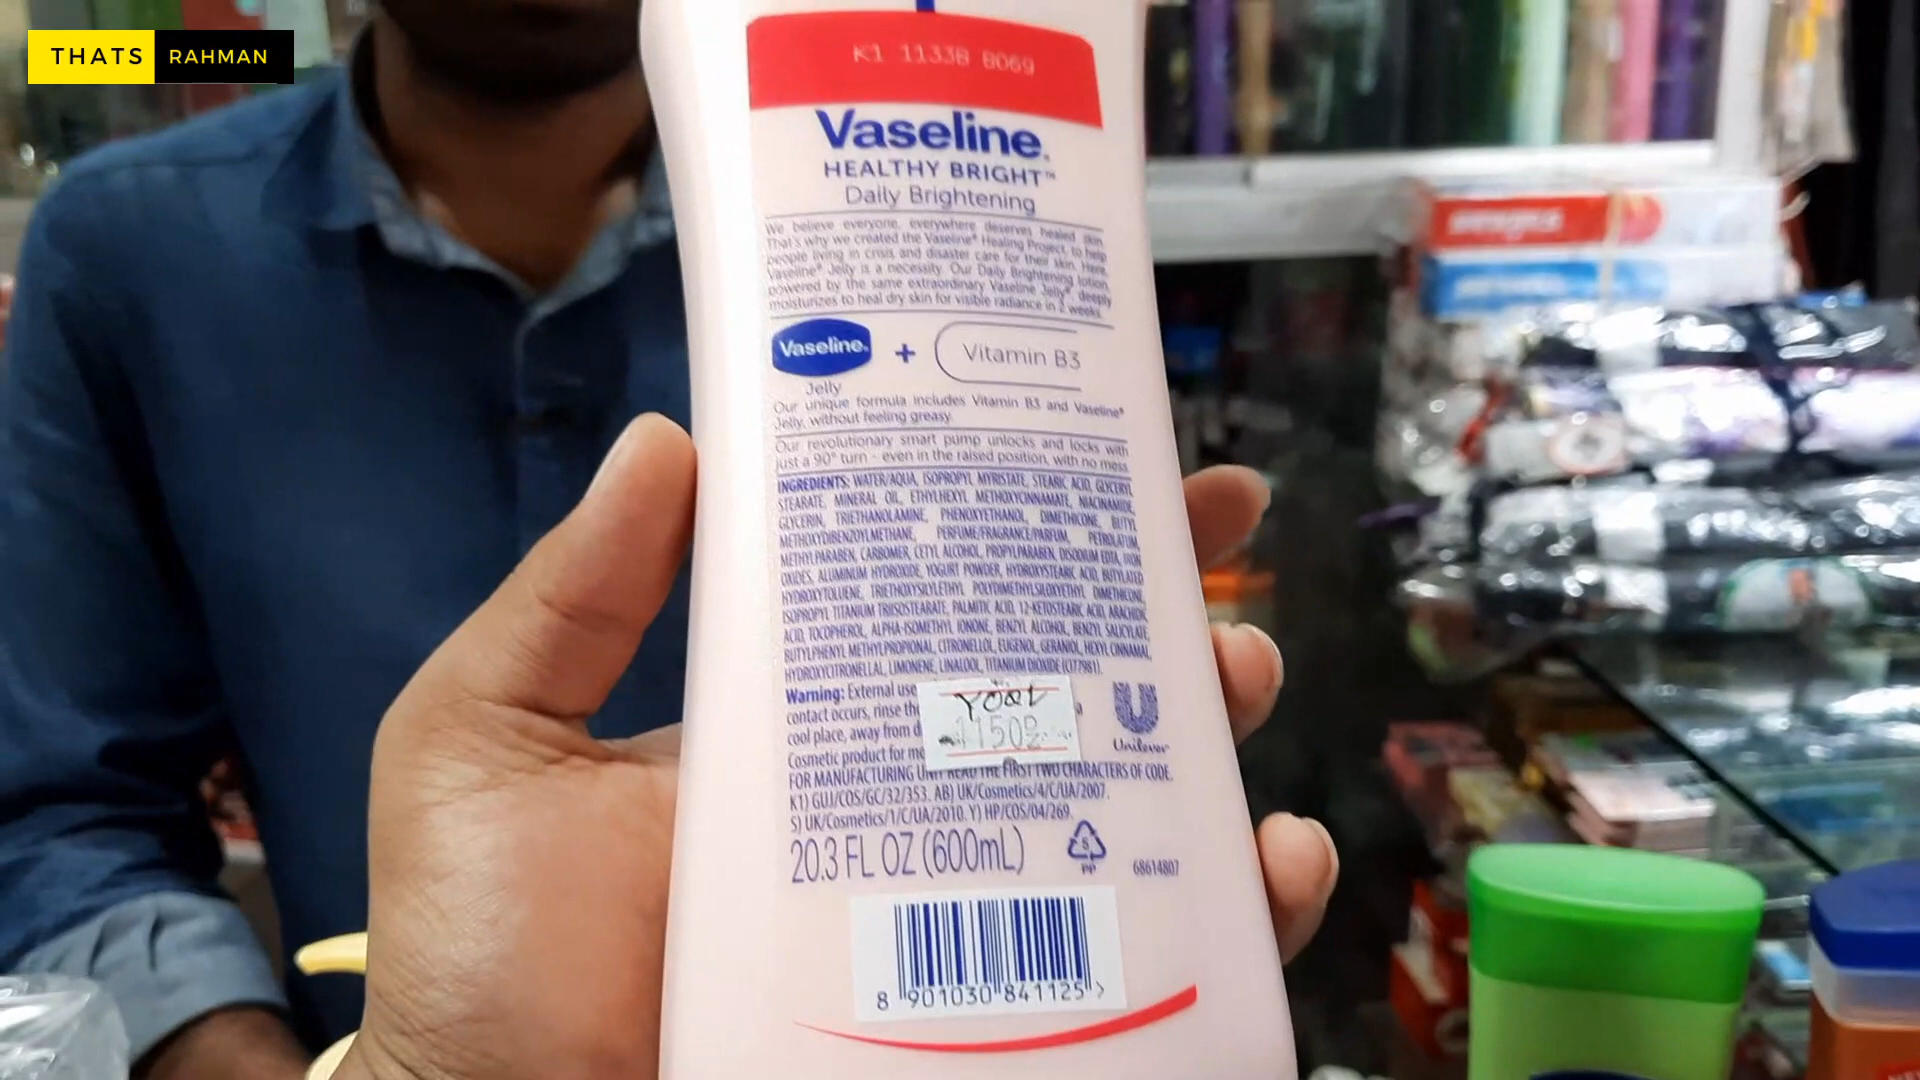 THATS RAHMAN
K1 1133B B069
Vaseline.
HEALTHY BRIGHT™
Daily Brightening
We believe everyone, everywhere deserves healed skin.
That's why we created the Vaseline® Healing Project, to help
people living in crisis and disaster care for their skin. Here,
Vaseline® Jelly is a necessity. Our Daily Brightening lotion,
powered by the same extraordinary Vaseline Jelly®, deeply
moisturizes to heal dry skin for visible radiance in 2 weeks.
Vaseline. + Vitamin B3
Jelly
Our unique formula includes Vitamin B3 and Vaseline®
Jelly, without feeling greasy.
Our revolutionary smart pump unlocks and locks with
just a 90° turn - even in the raised position, with no mess.
INGREDIENTS: WATER/AQUA, ISOPROPYL MYRISTATE, STEARIC ACID, GLYCERYL
STEARATE, MINERAL OIL, ETHYLHEXYL METHOXYCINNAMATE, NIACINAMIDE,
GLYCERIN, TRIETHANOLAMINE, PHENOXYETHANOL, DIMETHICONE, BUTYL
METHOXYDIBENZOYLMETHANE, PERFUME/FRAGRANCE/PARFUM, PETROLATUM,
METHYLPARABEN, CARBOMER, CETYL ALCOHOL, PROPYLPARABEN, DISODIUM EDTA, IRON
OXIDES, ALUMINUM HYDROXIDE, YOGURT POWDER, HYDROXYSTEARIC ACID, BUTYLATED
HYDROXYTOLUENE, TRIETHOXYSILYLETHYL POLYDIMETHYLSILOXYETHYL DIMETHICONE,
ISOPROPYL TITANIUM TRIISOSTEARATE, PALMITIC ACID, 12-KETOSTEARIC ACID, ARACHIDIC
ACID, TOCOPHEROL, ALPHA-ISOMETHYL IONONE, BENZYL ALCOHOL, BENZYL SALICYLATE,
BUTYLPHENYL METHYLPROPIONAL, CITRONELLOL, EUGENOL, GERANIOL, HEXYL CINNAMAL,
HYDROXYCITRONELLAL, LIMONENE, LINALOOL, TITANIUM DIOXIDE (CI77981).
Warning: External use
contact occurs, rinse the a
cool place, away from d
Cosmetic product for me
Unilever
FOR MANUFACTURING UNIT READ THE FIRST TWO CHARACTERS OF CODE.
K1) GUJ/COS/GC/32/353. AB) UK/Cosmetics/4/C/UA/2007.
S) UK/Cosmetics/1/C/UA/2010. Y) HP/COS/04/269.
20.3 FL OZ (600mL)
5
PP
68614807
8 901030 841125 >